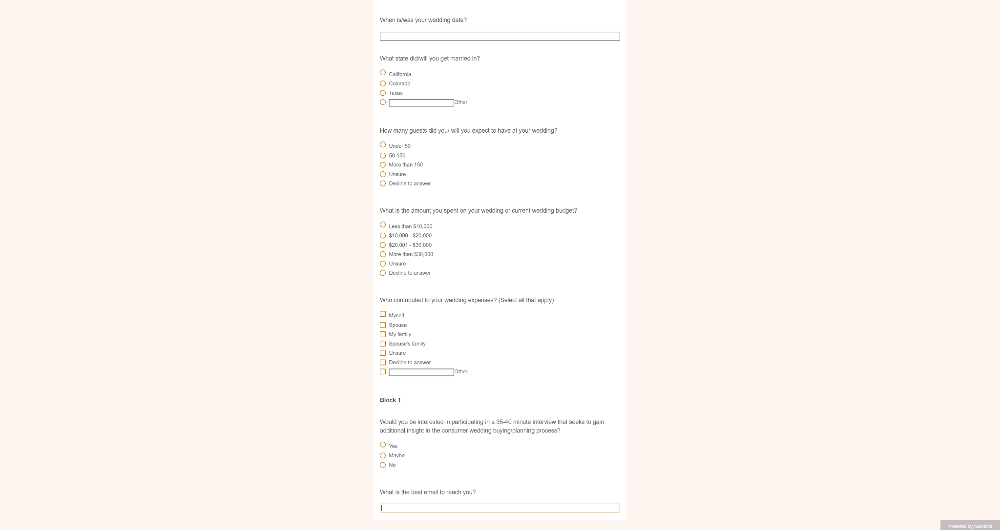 When is/was your wedding date?
What state did/will you get married in?
California
Colorado
Texas
Other
How many guests did you/ will you expect to have at your wedding?
Under 50
50-150
More than 150
Unsure
Decline to answer
What is the amount you spent on your wedding or current wedding budget?
Less than $10,000
$10,000 - $20,000
$20,001 - $30,000
More than $30,000
Unsure
Decline to answer
Who contributed to your wedding expenses? (Select all that apply)
Myself
Spouse
My family
Spouse's family
Unsure
Decline to answer
Other:
Block 1
Would you be interested in participating in a 35-40 minute interview that seeks to gain
additional insight in the consumer wedding buying/planning process?
Yes
Maybe
No
What is the best email to reach you?
Powered by Qualtrics